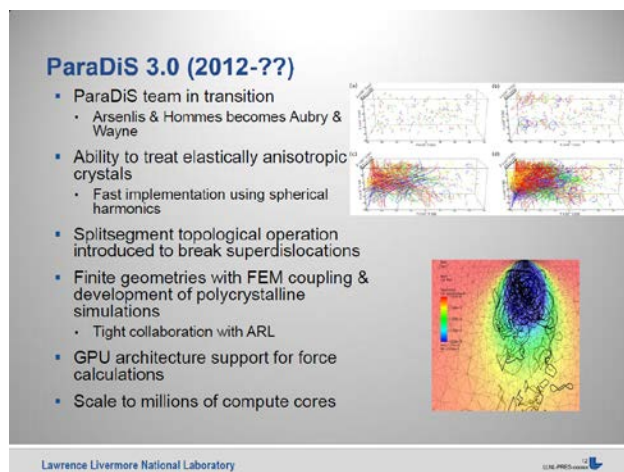 ParaDiS 3.0 (2012-??)
▪ ParaDiS team in transition
• Arsenlis & Hommes becomes Aubry &
Wayne
▪ Ability to treat elastically anisotropic
crystals
• Fast implementation using spherical
harmonics
▪ Splitsegment topological operation
introduced to break superdislocations
▪ Finite geometries with FEM coupling &
development of polycrystalline
simulations
• Tight collaboration with ARL
▪ GPU architecture support for force
calculations
▪ Scale to millions of compute cores
(a)
(b)
(c)
(d)
Lawrence Livermore National Laboratory